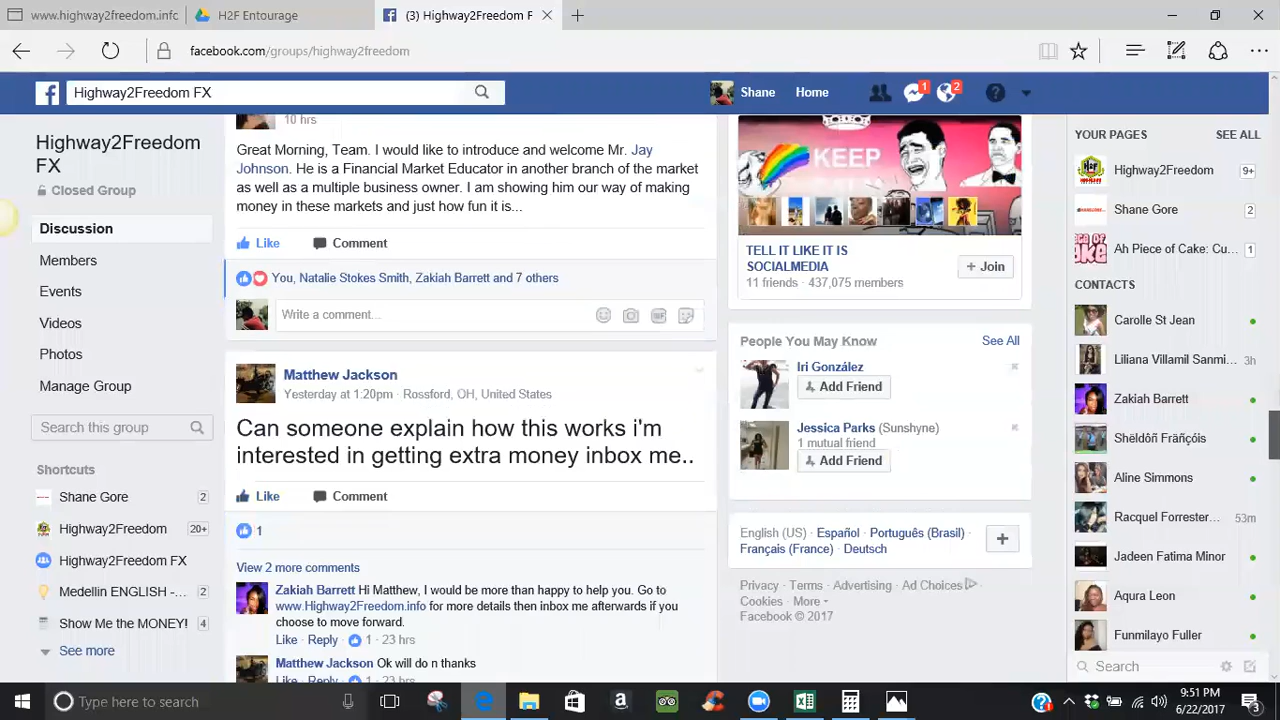 www.highway2freedom.infc
H2F Entourage
(3) Highway2Freedom F
facebook.com/groups/highway2freedom
Highway2Freedom FX
Shane
Home
1
2
Highway2Freedom
FX
Closed Group
Discussion
Members
Events
Videos
Photos
Manage Group
Search this group
Shortcuts
Shane Gore 2
Highway2Freedom 20+
Highway2Freedom FX
Medellin ENGLISH -... 2
Show Me the MONEY! 4
See more
10 hrs
Great Morning, Team. I would like to introduce and welcome Mr. Jay
Johnson. He is a Financial Market Educator in another branch of the market
as well as a multiple business owner. I am showing him our way of making
money in these markets and just how fun it is...
Like Comment
You, Natalie Stokes Smith, Zakiah Barrett and 7 others
Write a comment...
Matthew Jackson
Yesterday at 1:20pm · Rossford, OH, United States
Can someone explain how this works i'm
interested in getting extra money inbox me..
Like Comment
1
View 2 more comments
Zakiah Barrett Hi Matthew, I would be more than happy to help you. Go to
www.Highway2Freedom.info for more details then inbox me afterwards if you
choose to move forward.
Like · Reply · 1 · 23 hrs
Matthew Jackson Ok will do n thanks
Like · Reply · 1 · 23 hrs
KEEP
TELL IT LIKE IT IS
SOCIALMEDIA
11 friends · 437,075 members
+ Join
People You May Know See All
Iri González
Add Friend
Jessica Parks (Sunshyne)
1 mutual friend
Add Friend
English (US) · Español · Português (Brasil) ·
Français (France) · Deutsch
Privacy · Terms · Advertising · Ad Choices ·
Cookies · More
Facebook © 2017
YOUR PAGES SEE ALL
Highway2Freedom 9+
Shane Gore 2
Ah Piece of Cake: Cu... 1
CONTACTS
Carolle St Jean
Liliana Villamil Sanmi... 3h
Zakiah Barrett
Shëldôñ Fräñçóis
Aline Simmons
Racquel Forrester... 53m
Jadeen Fatima Minor
Aqura Leon
Funmilayo Fuller
Search
Type here to search
9:51 PM
6/22/2017
3